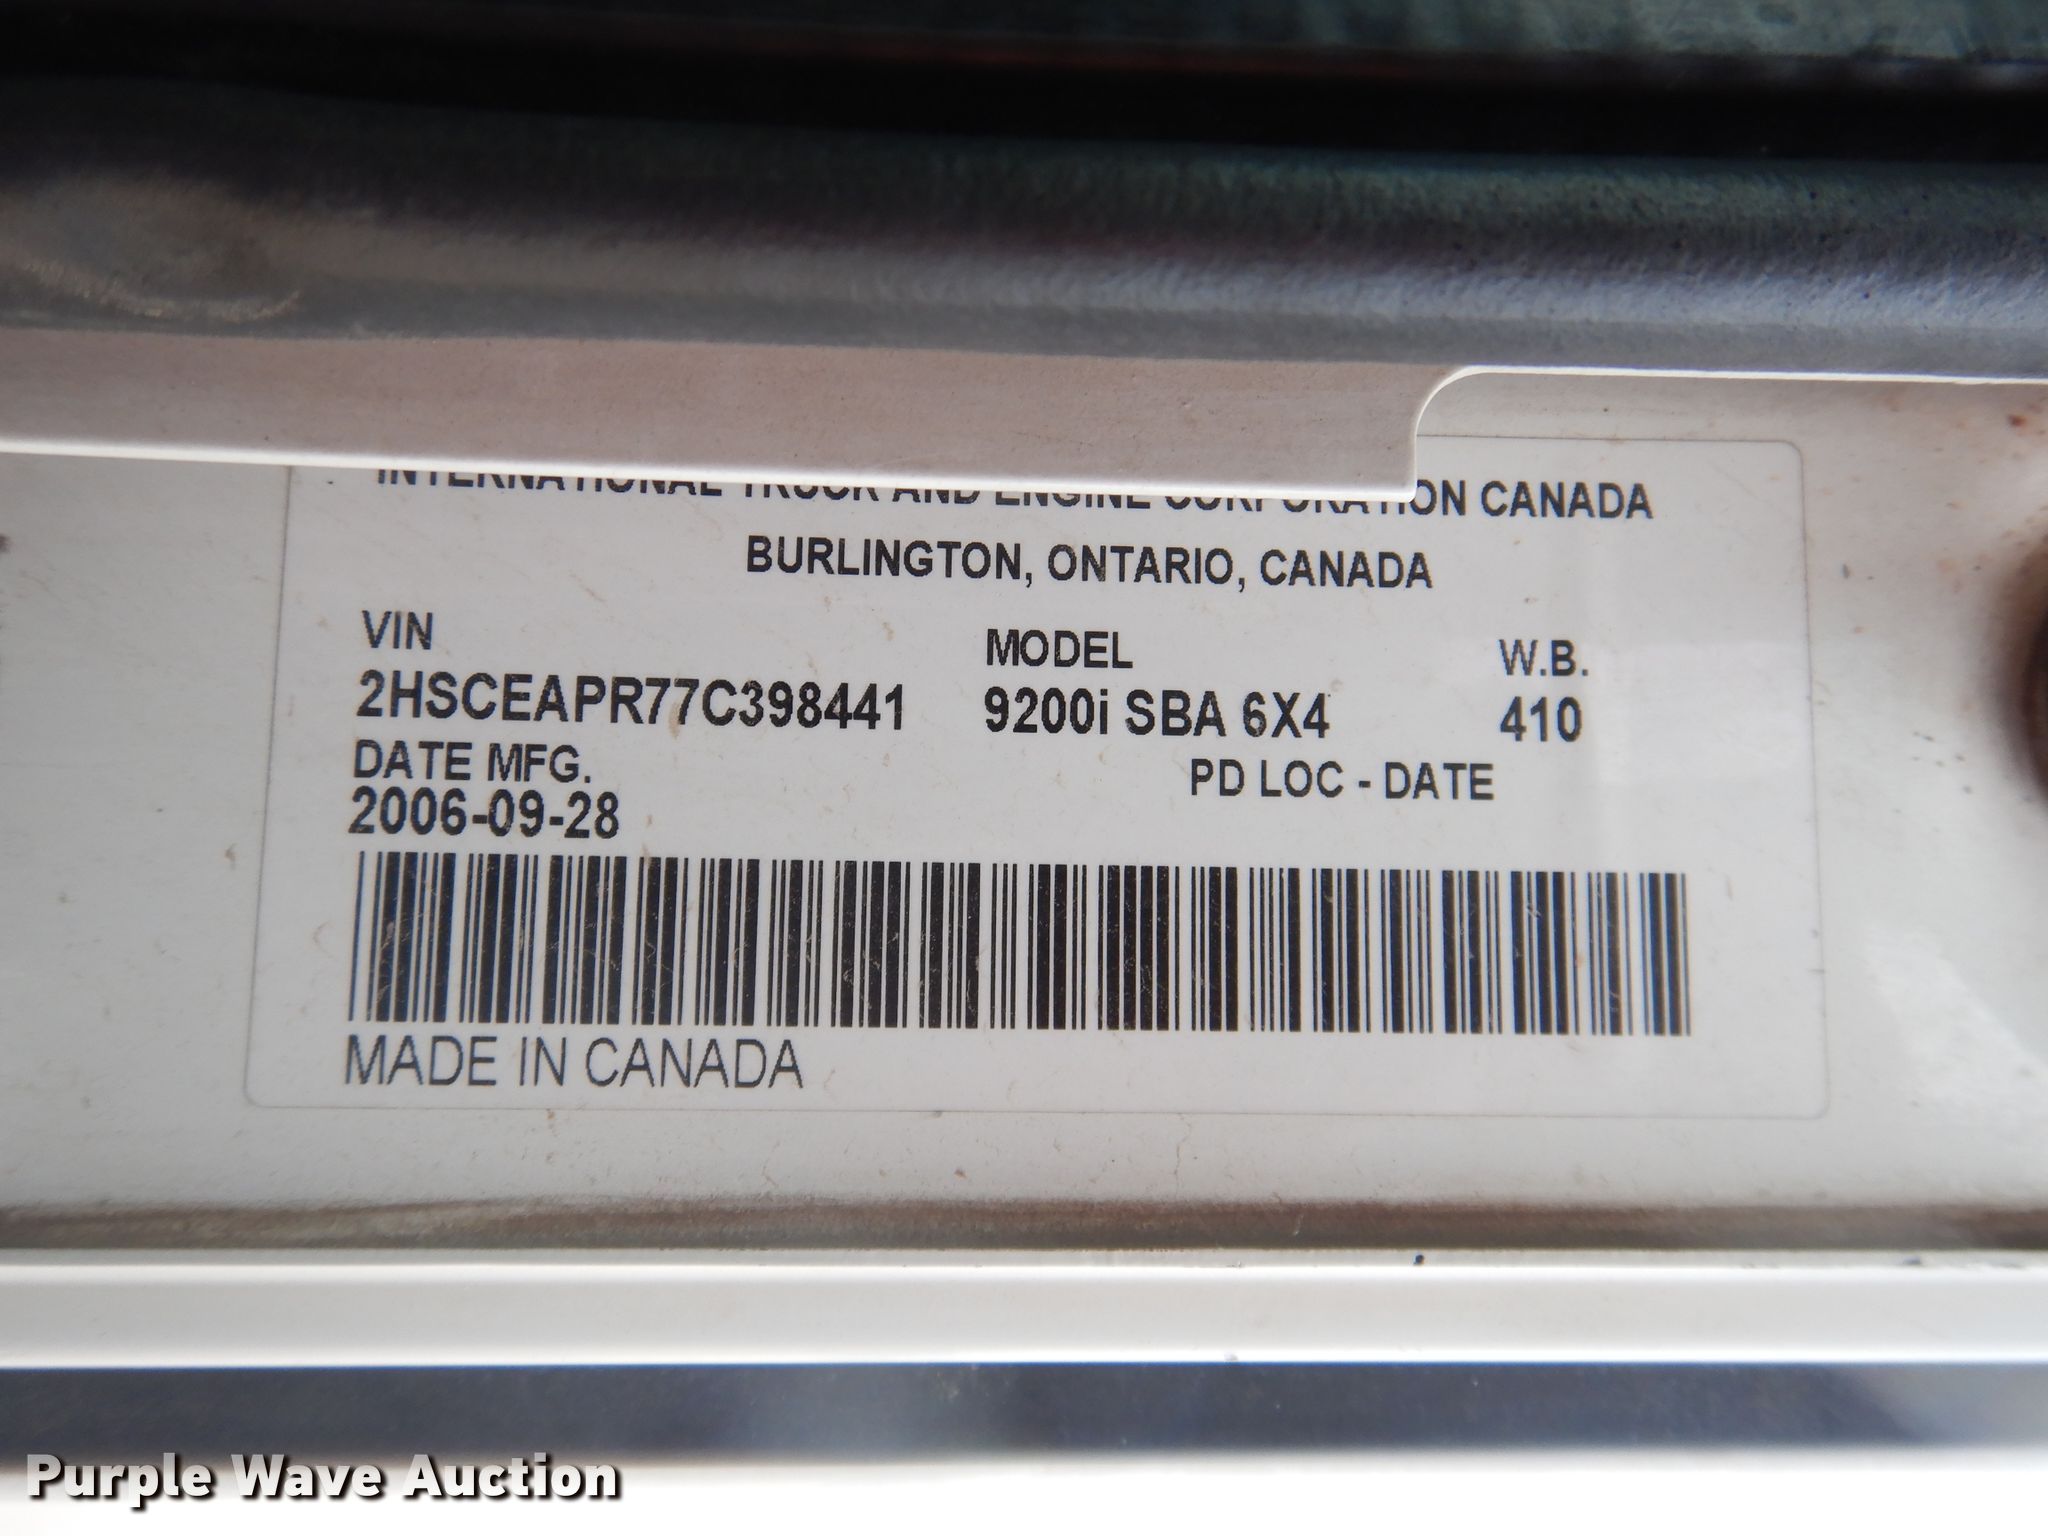 INTERNATIONAL TRUCK AND ENGINE CORPORATION CANADA
BURLINGTON, ONTARIO, CANADA
VIN MODEL W.B.
2HSCEAPR77C398441 9200i SBA 6X4 410
DATE MFG. PD LOC - DATE
2006-09-28
MADE IN CANADA
Purple Wave Auction